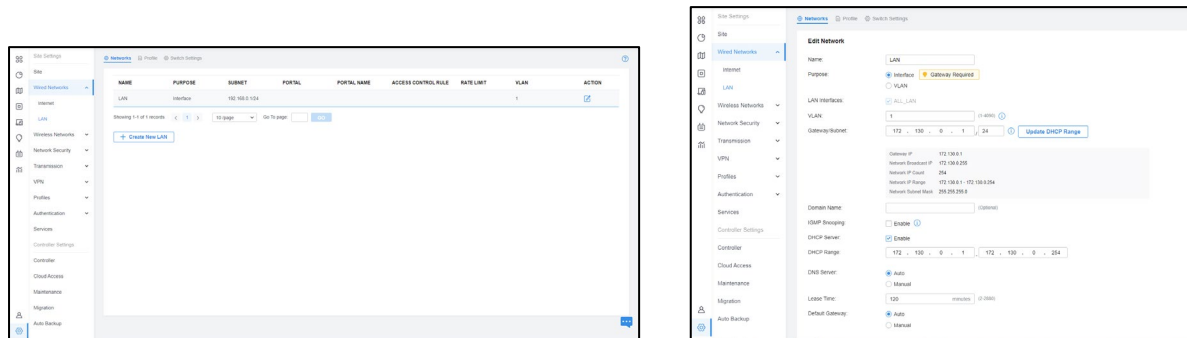 Site Settings
Site
Wired Networks
Internet
LAN
Wireless Networks
Network Security
Transmission
VPN
Profiles
Authentication
Services
Controller Settings
Controller
Cloud Access
Maintenance
Migration
Auto Backup
Networks Profile Switch Settings
NAME PURPOSE SUBNET PORTAL PORTAL NAME ACCESS CONTROL RULE RATE LIMIT VLAN ACTION
LAN Interface 192.168.0.1/24 1
Showing 1-1 of 1 records < 1 > 10 /page Go To page: GO
+ Create New LAN
Site Settings
Site
Wired Networks
Internet
LAN
Wireless Networks
Network Security
Transmission
VPN
Profiles
Authentication
Services
Controller Settings
Controller
Cloud Access
Maintenance
Migration
Auto Backup
Networks Profile Switch Settings
Edit Network
Name: LAN
Purpose: Interface Gateway Required
VLAN
LAN Interfaces: ALL_LAN
VLAN: 1 (1-4090)
Gateway/Subnet: 172 . 130 . 0 . 1 / 24 Update DHCP Range
Gateway IP 172.130.0.1
Network Broadcast IP 172.130.0.255
Network IP Count 254
Network IP Range 172.130.0.1 - 172.130.0.254
Network Subnet Mask 255.255.255.0
Domain Name: (Optional)
IGMP Snooping: Enable
DHCP Server: Enable
DHCP Range: 172 . 130 . 0 . 1 - 172 . 130 . 0 . 254
DNS Server: Auto
Manual
Lease Time: 120 minutes (2-2880)
Default Gateway: Auto
Manual